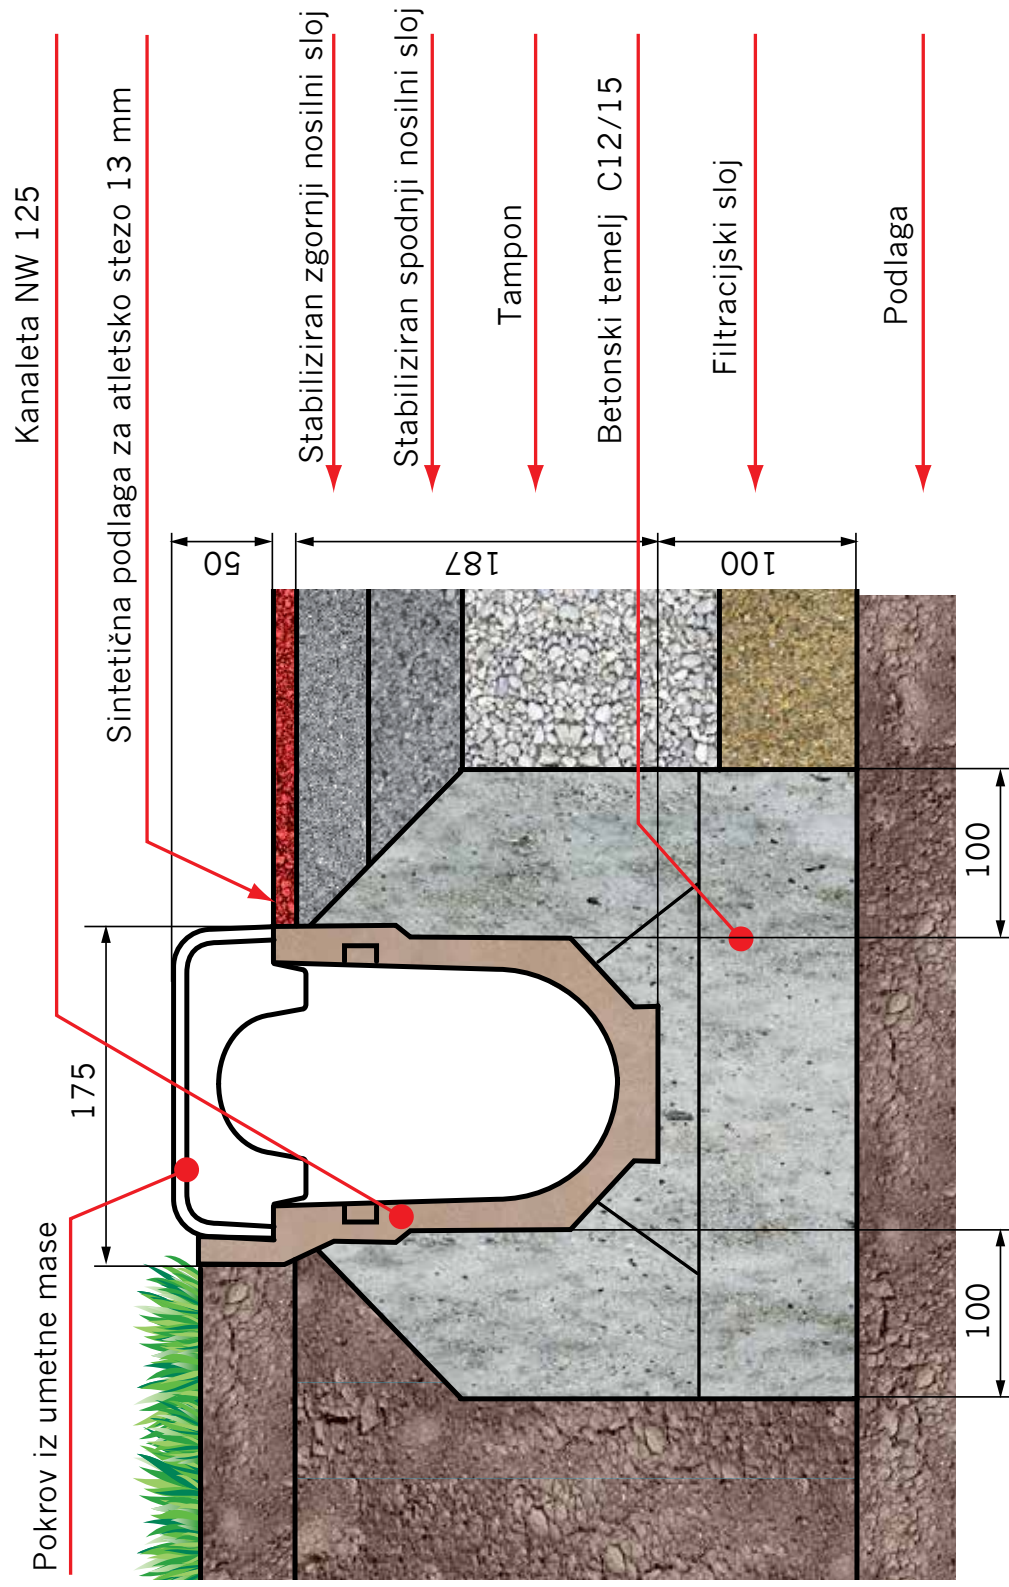 Kanaleta NW 125
Sintetična podlaga za atletsko stezo 13 mm
Stabiliziran zgornji nosilni sloj
Stabiliziran spodnji nosilni sloj
Tampon
Betonski temelj C12/15
Filtracijski sloj
Podlaga
50
187
100
175
100
100
Pokrov iz umetne mase